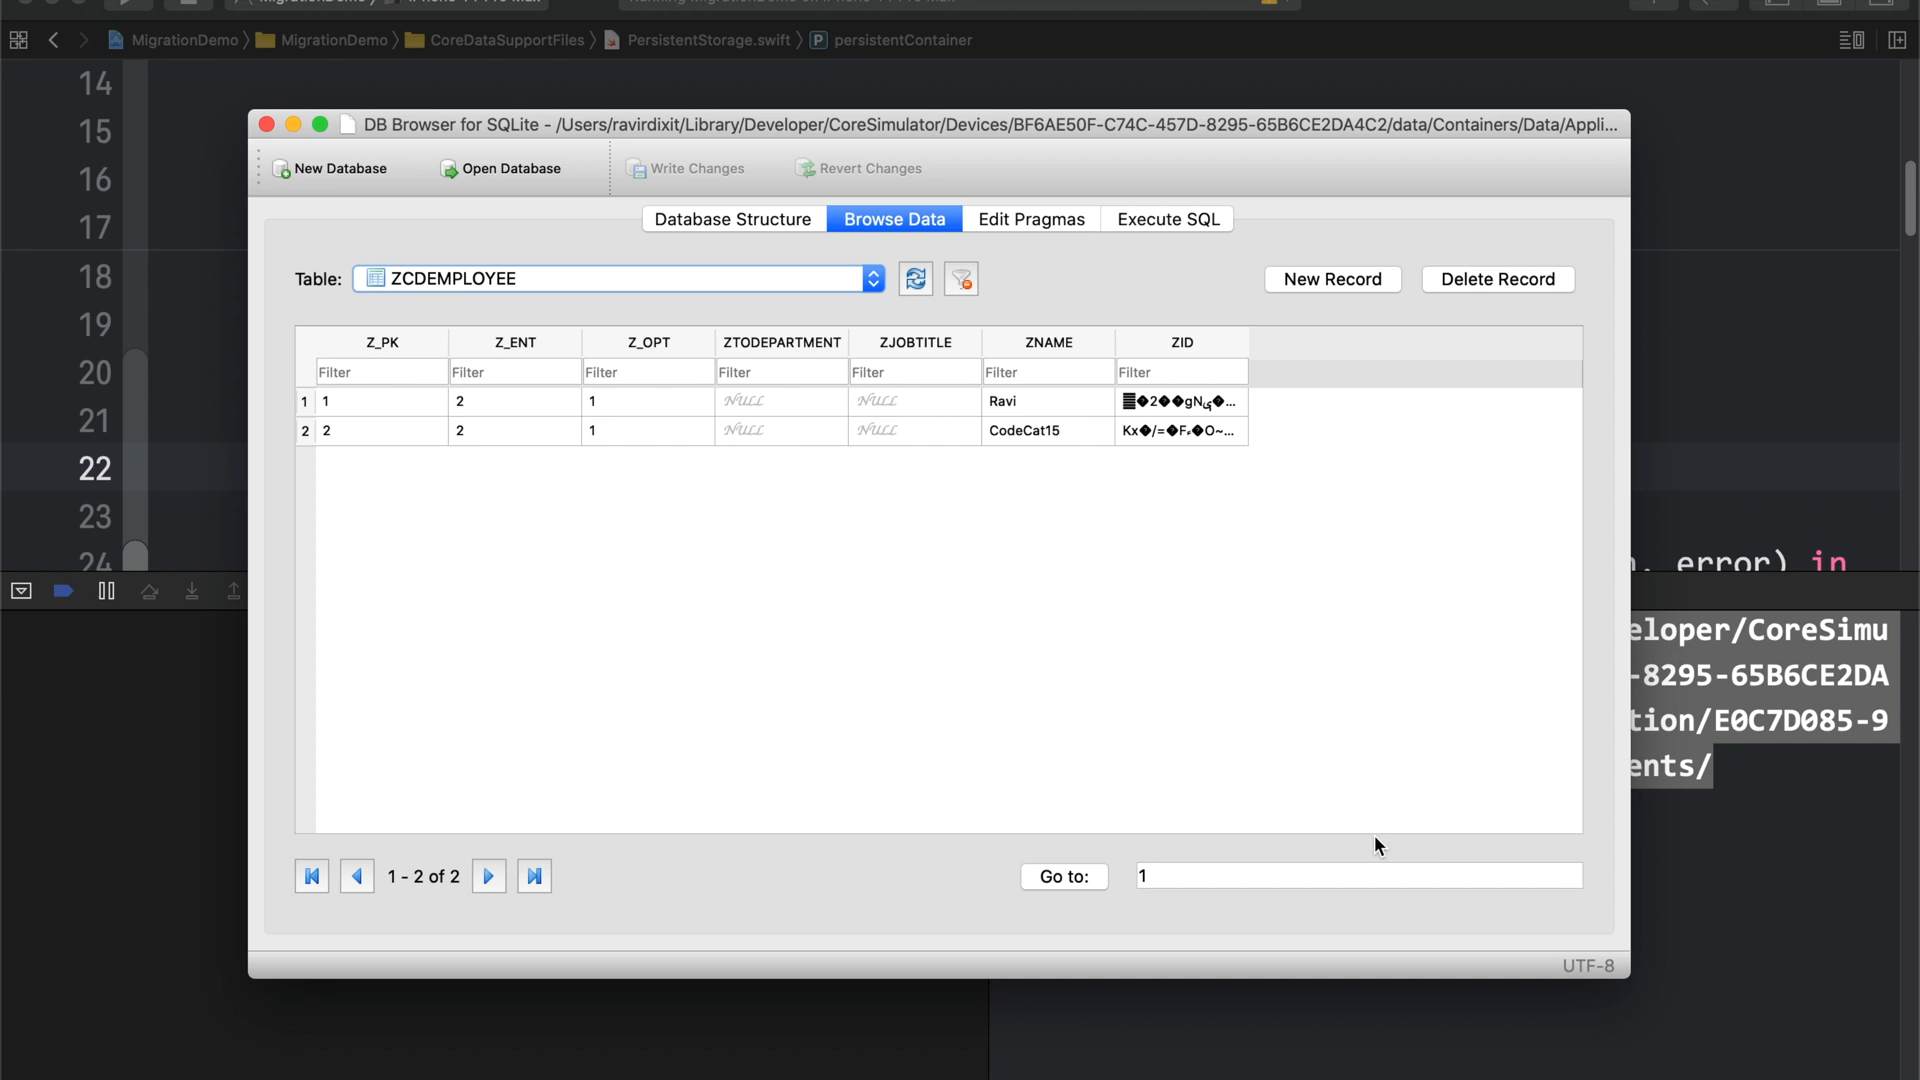 MigrationDemo MigrationDemo CoreDataSupportFiles PersistentStorage.swift P persistentContainer
14
15
16
17
18
19
20
21
22
23
24
DB Browser for SQLite - /Users/ravirdixit/Library/Developer/CoreSimulator/Devices/BF6AE50F-C74C-457D-8295-65B6CE2DA4C2/data/Containers/Data/Appli...
New Database Open Database Write Changes Revert Changes
Database Structure Browse Data Edit Pragmas Execute SQL
Table: ZCDEMPLOYEE New Record Delete Record
Z_PK Z_ENT Z_OPT ZTODEPARTMENT ZJOBTITLE ZNAME ZID
Filter Filter Filter Filter Filter Filter Filter
1 1 2 1 NULL NULL Ravi
2 2 2 1 NULL NULL CodeCat15
error) in
eloper/CoreSimu
-8295-65B6CE2DA
tion/E0C7D085-9
ents/
1 - 2 of 2 Go to: 1
UTF-8